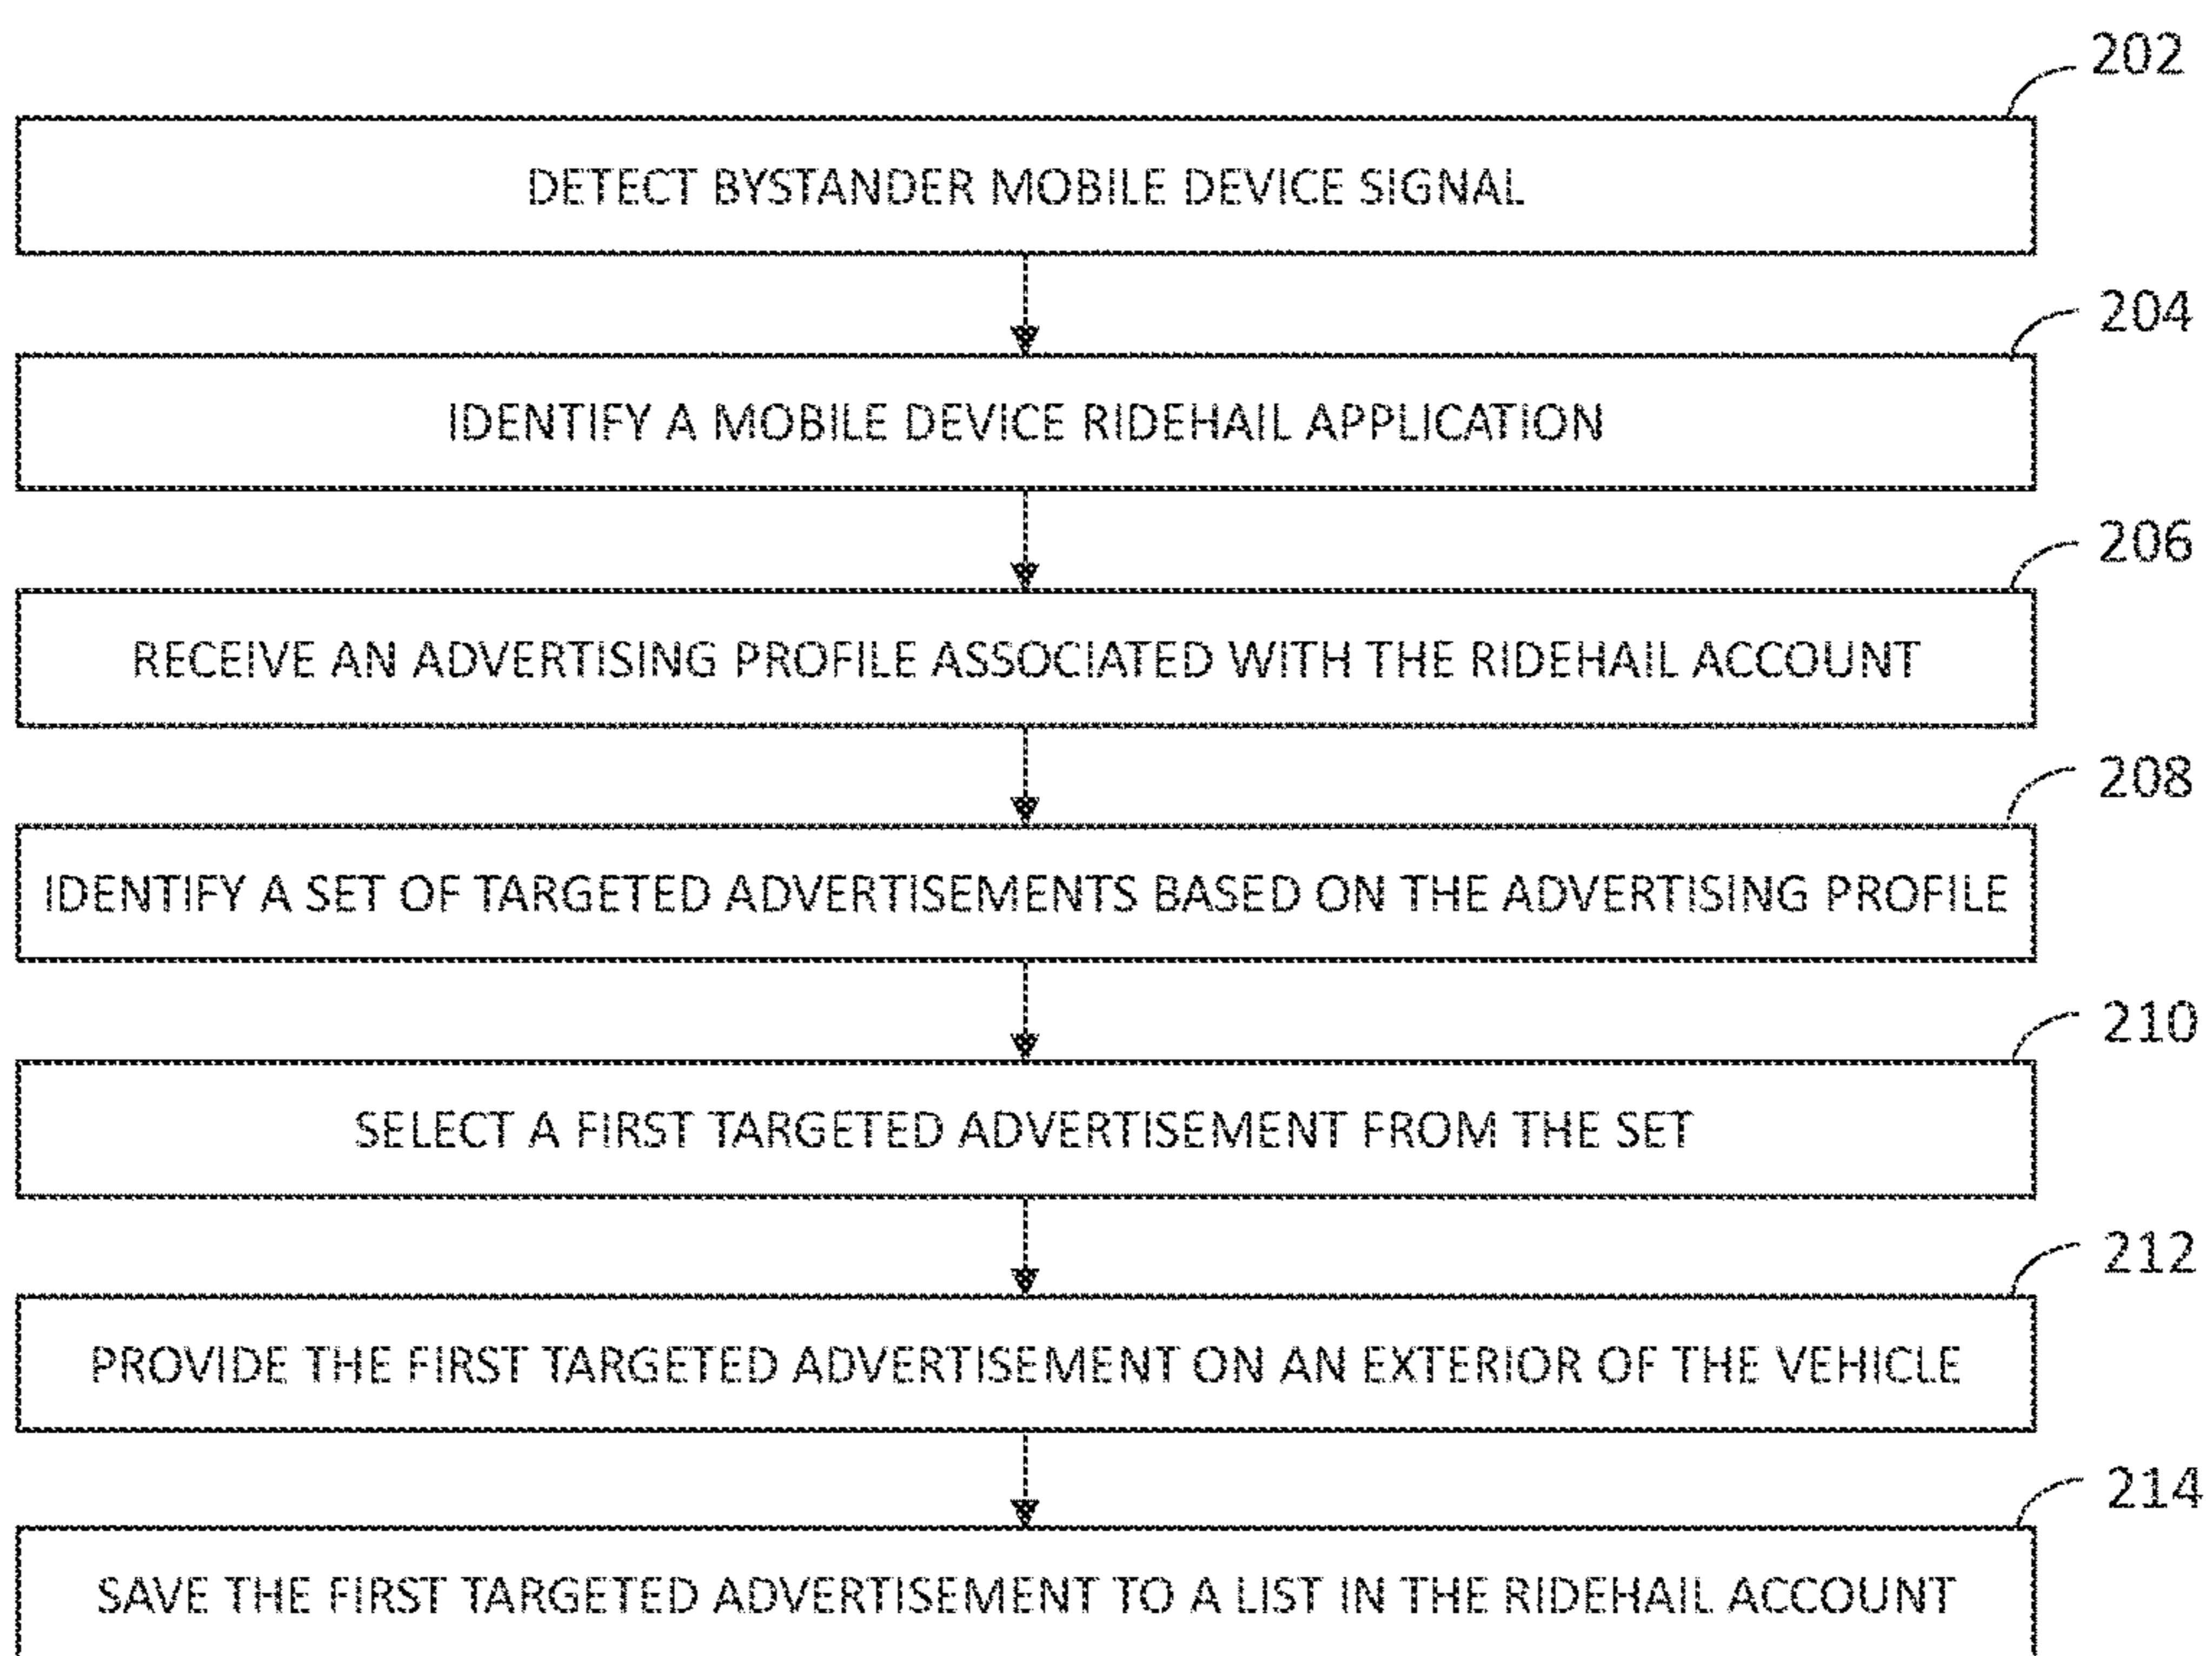 202
DETECT BYSTANDER MOBILE DEVICE SIGNAL
204
IDENTIFY A MOBILE DEVICE RIDEHAIL APPLICATION
206
RECEIVE AN ADVERTISING PROFILE ASSOCIATED WITH THE RIDEHAIL ACCOUNT
208
IDENTIFY A SET OF TARGETED ADVERTISEMENTS BASED ON THE ADVERTISING PROFILE
210
SELECT A FIRST TARGETED ADVERTISEMENT FROM THE SET
212
PROVIDE THE FIRST TARGETED ADVERTISEMENT ON AN EXTERIOR OF THE VEHICLE
214
SAVE THE FIRST TARGETED ADVERTISEMENT TO A LIST IN THE RIDEHAIL ACCOUNT